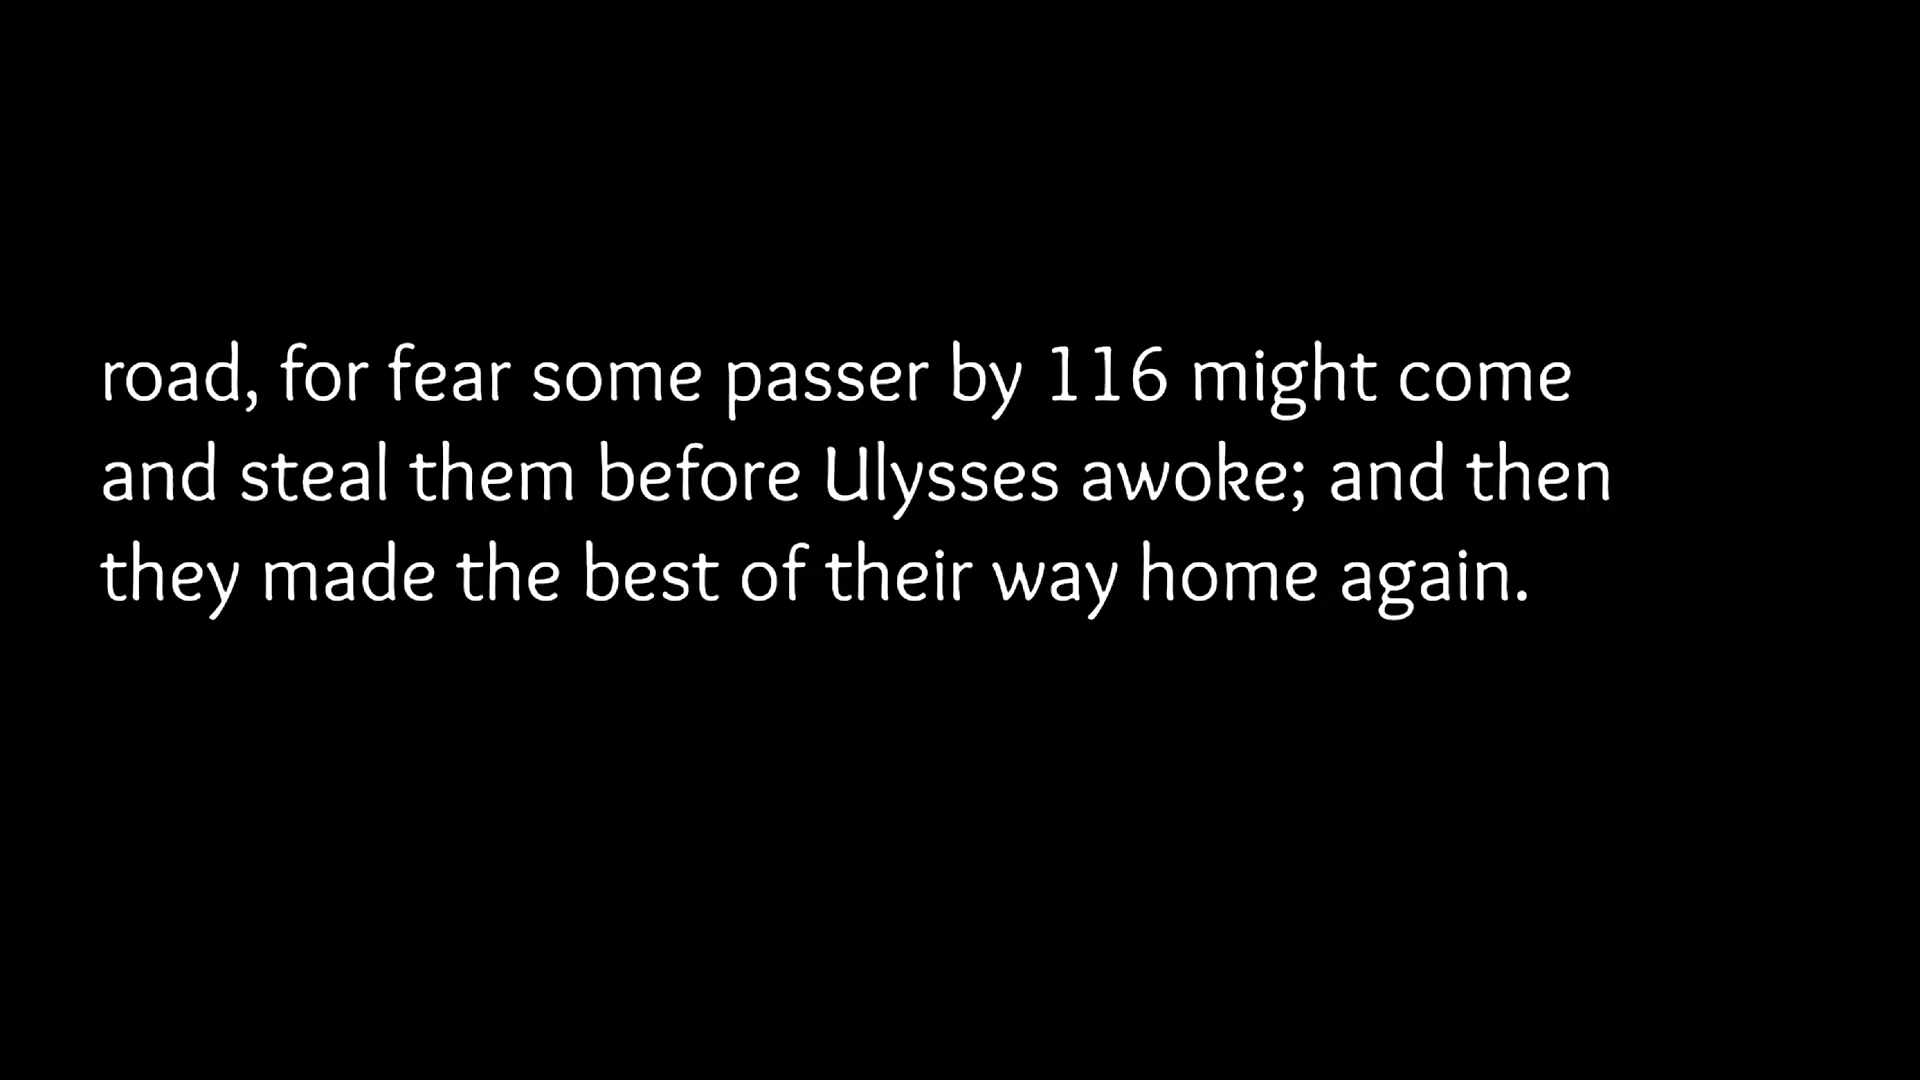 road, for fear some passer by 116 might come
and steal them before Ulysses awoke; and then
they made the best of their way home again.